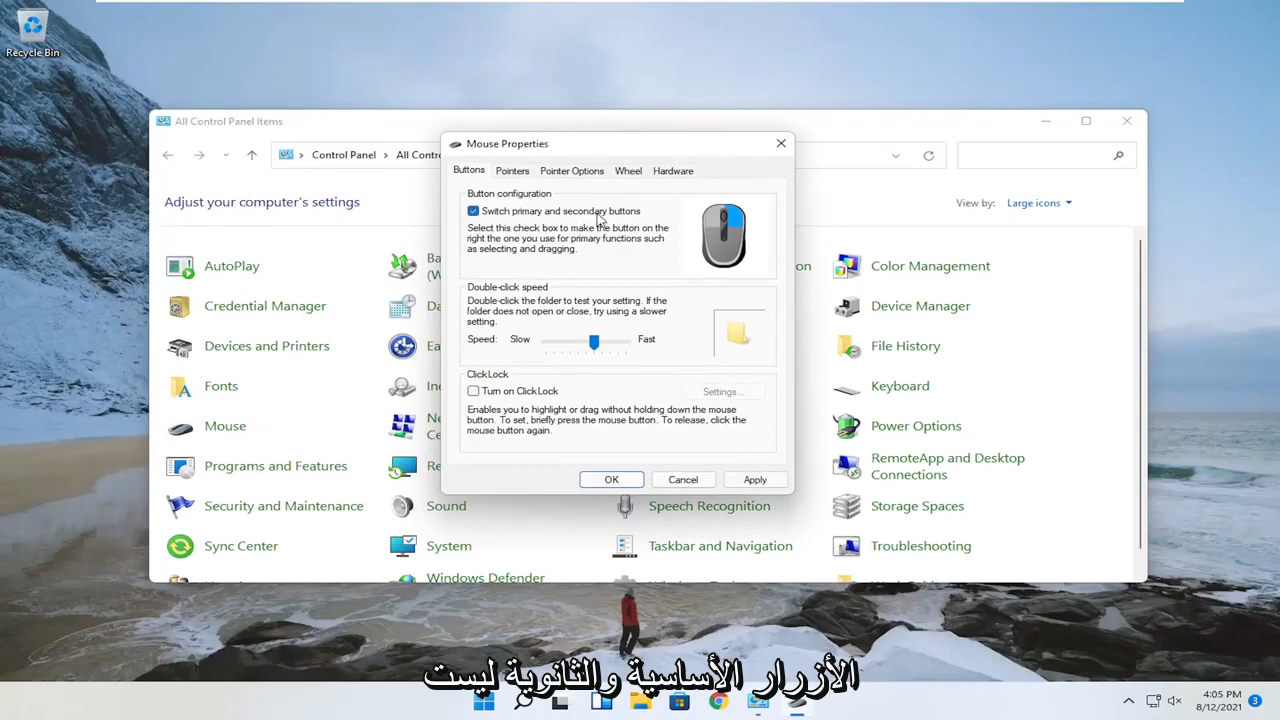 Recycle Bin
All Control Panel Items
Control Panel
All Contro
Adjust your computer's settings
View by:
Large icons
Mouse Properties
Buttons
Pointers
Pointer Options
Wheel
Hardware
Button configuration
Switch primary and secondary buttons
Select this check box to make the button on the
right the one you use for primary functions such
as selecting and dragging.
Double-click speed
Double-click the folder to test your setting. If the
folder does not open or close, try using a slower
setting.
Speed:
Slow
Fast
ClickLock
Turn on ClickLock
Settings...
Enables you to highlight or drag without holding down the mouse
button. To set, briefly press the mouse button. To release, click the
mouse button again.
OK
Cancel
Apply
AutoPlay
Color Management
Credential Manager
Device Manager
Devices and Printers
File History
Fonts
Keyboard
Mouse
Power Options
Programs and Features
RemoteApp and Desktop
Connections
Security and Maintenance
Sound
Speech Recognition
Storage Spaces
Sync Center
System
Taskbar and Navigation
Troubleshooting
Windows Defender
الأزرار الأساسية والثانوية ليست
4:05 PM
8/12/2021
3